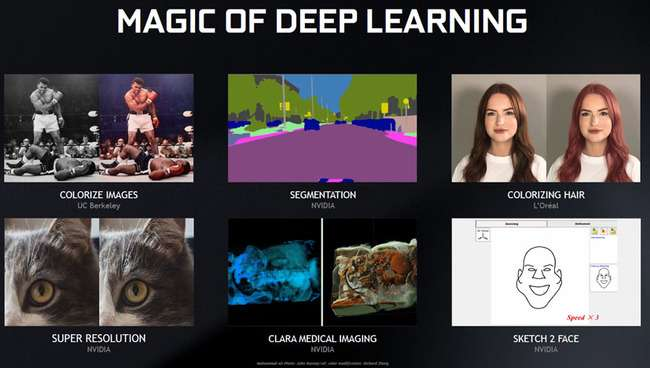 MAGIC OF DEEP LEARNING
COLORIZE IMAGES
UC Berkeley
SEGMENTATION
NVIDIA
COLORIZING HAIR
L'Oréal
SUPER RESOLUTION
NVIDIA
CLARA MEDICAL IMAGING
NVIDIA
Speed × 3
SKETCH 2 FACE
NVIDIA